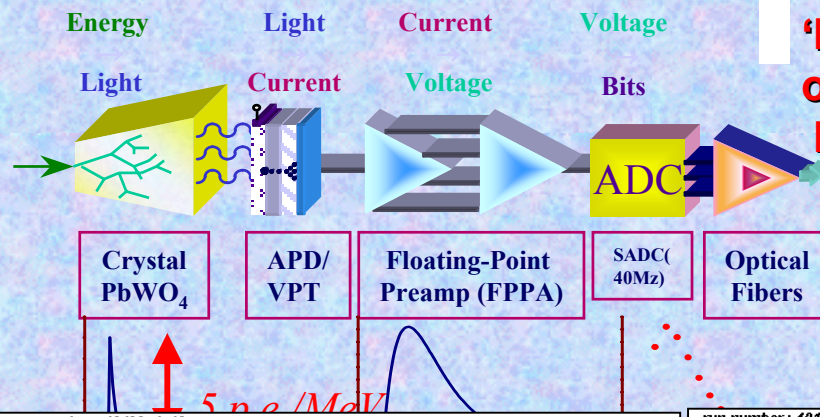 Energy Light Current Voltage
Light Current Voltage Bits
ADC
Crystal
PbWO4
APD/
VPT
Floating-Point
Preamp (FPPA)
SADC(
40Mz)
Optical
Fibers
5 p.e./MeV